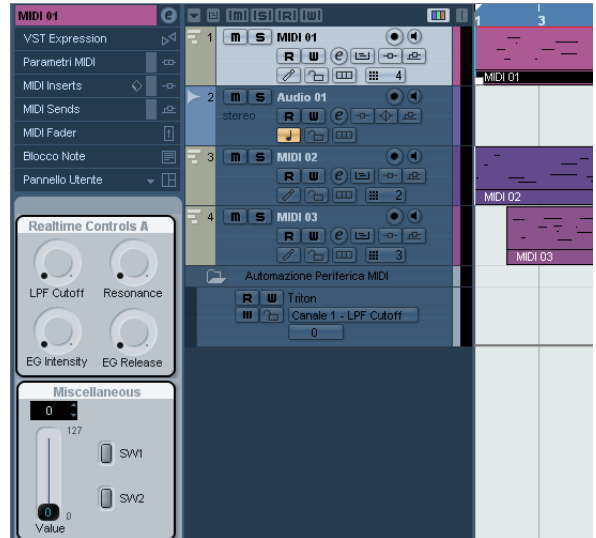 MIDI 01
VST Expression
Parametri MIDI
MIDI Inserts
MIDI Sends
MIDI Fader
Blocco Note
Pannello Utente
Realtime Controls A
LPF Cutoff Resonance
EG Intensity EG Release
Miscellaneous
0
127
SW1
SW2
0 0
Value
M S R W
1 m S MIDI 01
R W e
4
2 m S Audio 01
stereo R W e
3 m S MIDI 02
R W e
2
4 m S MIDI 03
R W e
3
Automazione Periferica MIDI
R W Triton
Canale 1 - LPF Cutoff
0
1 3
MIDI 01
MIDI 02
MIDI 03